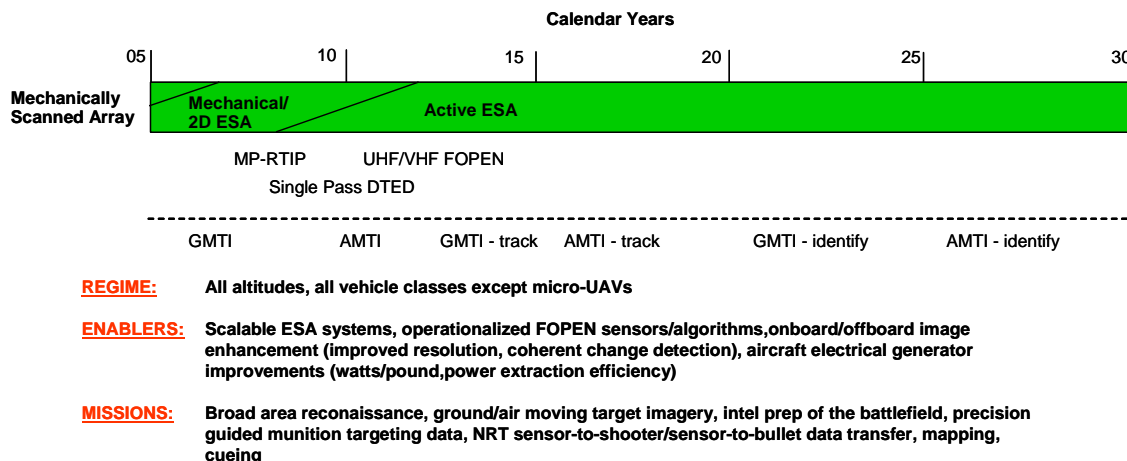 Calendar Years
05 10 15 20 25 30
Mechanically
Scanned Array
Mechanical/
2D ESA
Active ESA
MP-RTIP UHF/VHF FOPEN
Single Pass DTED
GMTI AMTI GMTI - track AMTI - track GMTI - identify AMTI - identify
REGIME: All altitudes, all vehicle classes except micro-UAVs
ENABLERS: Scalable ESA systems, operationalized FOPEN sensors/algorithms,onboard/offboard image
enhancement (improved resolution, coherent change detection), aircraft electrical generator
improvements (watts/pound,power extraction efficiency)
MISSIONS: Broad area reconaissance, ground/air moving target imagery, intel prep of the battlefield, precision
guided munition targeting data, NRT sensor-to-shooter/sensor-to-bullet data transfer, mapping,
cueing